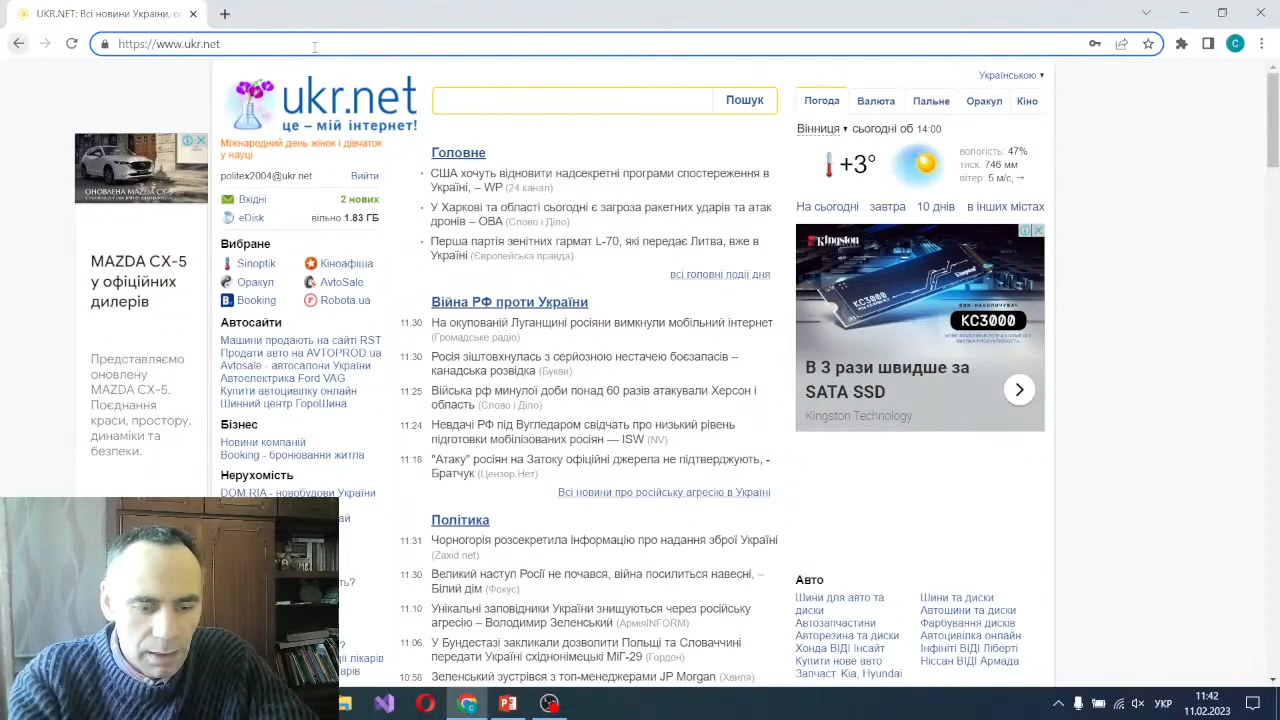 UKR.NET: Всі новини України, о
https://www.ukr.net
C
Українською
ukr.net
це – мій інтернет!
Пошук
Погода Валюта Пальне Оракул Кіно
Міжнародний день жінок і дівчаток
у науці
politex2004@ukr.net Вийти
Вхідні 2 нових
eDisk вільно 1.83 ГБ
Вибране
Sinoptik Кіноафіша
Оракул AvtoSale
Booking Robota.ua
Автосайти
Машини продають на сайті RST
Продати авто на AVTOPROD.ua
Avtosale - автосалони України
Автоелектрика Ford VAG
Купити автоцивілку онлайн
Шинний центр ГороШина
Бізнес
Новини компаній
Booking - бронювання житла
Нерухомість
DOM.RIA - новобудови України
ОНОВЛЕНА MAZDA CX-5
MAZDA CX-5
у офіційних
дилерів
Представляємо
оновлену
MAZDA CX-5.
Поєднання
краси, простору,
динаміки та
безпеки.
Головне
США хочуть відновити надсекретні програми спостереження в
Україні, – WP (24 канал)
У Харкові та області сьогодні є загроза ракетних ударів та атак
дронів – ОВА (Слово і Діло)
Перша партія зенітних гармат L-70, які передає Литва, вже в
Україні (Європейська правда)
всі головні події дня
Війна РФ проти України
11.30 На окупованій Луганщині росіяни вимкнули мобільний інтернет
(Громадське радіо)
11.30 Росія зіштовхнулась з серйозною нестачею боєзапасів –
канадська розвідка (Букви)
11:25 Війська рф минулої доби понад 60 разів атакували Херсон і
область (Слово і Діло)
11:24 Невдачі РФ під Вугледаром свідчать про низький рівень
підготовки мобілізованих росіян — ISW (NV)
11:18 "Атаку" росіян на Затоку офіційні джерела не підтверджують, -
Братчук (Цензор.Нет)
Всі новини про російську агресію в Україні
Політика
11:31 Чорногорія розсекретила інформацію про надання зброї Україні
(Zaxid.net)
11.30 Великий наступ Росії не почався, війна посилиться навесні, –
Білий дім (Фокус)
11.10 Унікальні заповідники України знищуються через російську
агресію – Володимир Зеленський (АрміяINFORM)
11.06 У Бундестазі закликали дозволити Польщі та Словаччині
передати Україні східнонімецькі МіГ-29 (Гордон)
10:58 Зеленський зустрівся з топ-менеджерами JP Morgan (Хвиля)
Вінниця сьогодні об 14:00
+3°
вологість: 47%
тиск: 746 мм
вітер: 5 м/с, →
На сьогодні завтра 10 днів в інших містах
Kingston
KC3000
KC3000
В 3 рази швидше за
SATA SSD
Kingston Technology
Авто
Шини для авто та
диски
Автозапчастини
Авторезина та диски
Хонда ВІДІ Інсайт
Купити нове авто
Запчаст. Kia, Hyundai
Шини та диски
Автошини та диски
Фарбування дисків
Автоцивілка онлайн
Інфініті ВІДІ Ліберті
Ніссан ВІДІ Армада
УКР
11:42
11.02.2023